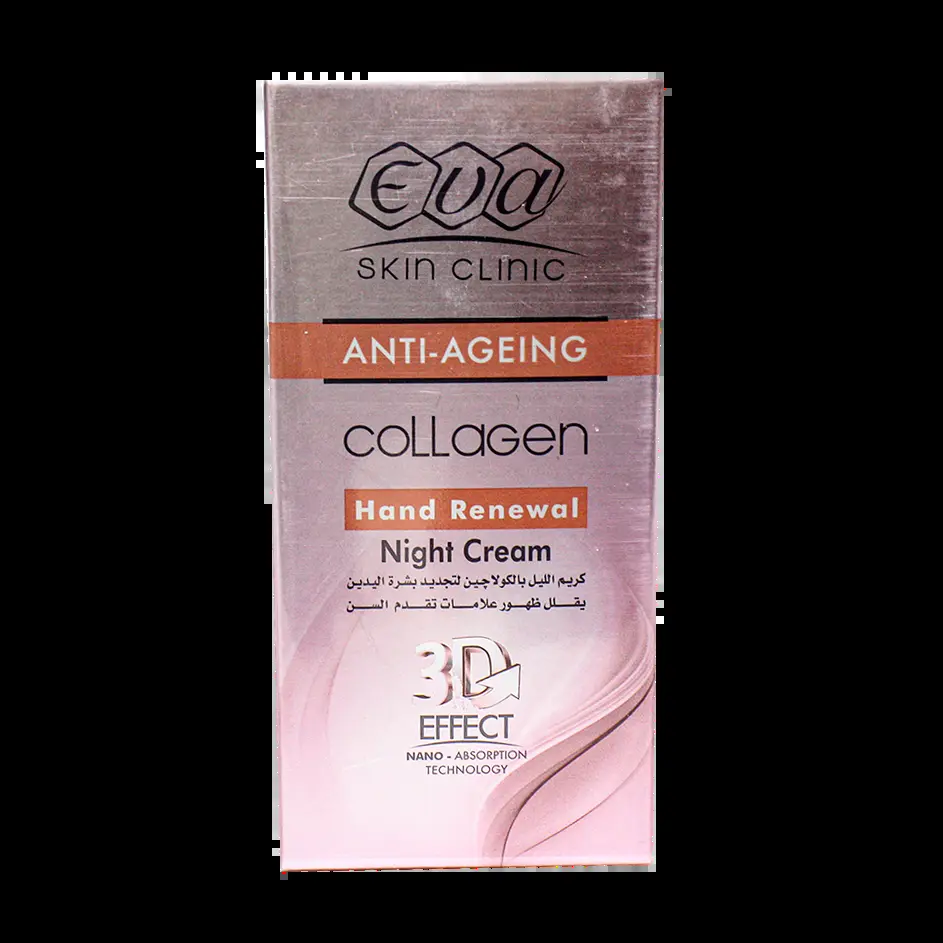 Eva
SKIN CLINIC
ANTI-AGEING
coLLagen
Hand Renewal
Night Cream
كريم الليل بالكولاچين لتجديد بشرة اليدين
يقلل ظهور علامات تقدم السن
3D
EFFECT
NANO - ABSORPTION
TECHNOLOGY